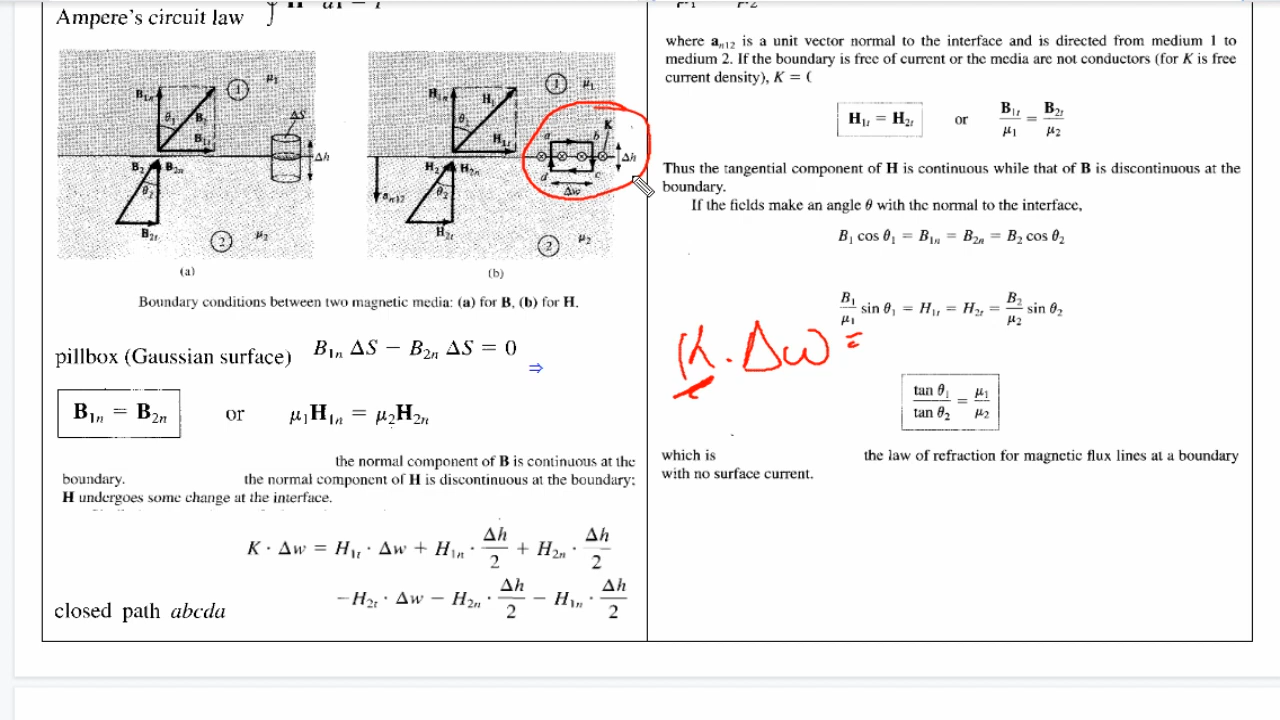 Ampere's circuit law
B₁ₙ θ₁ B₁ B₁ₜ 1 μ₁ ΔS Δh
B₂ B₂ₙ θ₂ B₂ₜ 2 μ₂
(a)
H₁ₙ θ₁ H₁ H₁ₜ 1 μ₁ K a b Δh
H₂ H₂ₙ θ₂ H₂ₜ aₙ₁₂ d c Δw 2 μ₂
(b)
Boundary conditions between two magnetic media: (a) for B, (b) for H.
pillbox (Gaussian surface) B₁ₙ ΔS − B₂ₙ ΔS = 0
⇒
B₁ₙ = B₂ₙ or μ₁H₁ₙ = μ₂H₂ₙ
the normal component of B is continuous at the
boundary. the normal component of H is discontinuous at the boundary;
H undergoes some change at the interface.
K · Δw = H₁ₜ · Δw + H₁ₙ · Δh/2 + H₂ₙ · Δh/2
−H₂ₜ · Δw − H₂ₙ · Δh/2 − H₁ₙ · Δh/2
closed path abcda
where aₙ₁₂ is a unit vector normal to the interface and is directed from medium 1 to
medium 2. If the boundary is free of current or the media are not conductors (for K is free
current density), K = (
H₁ₜ = H₂ₜ or B₁ₜ/μ₁ = B₂ₜ/μ₂
Thus the tangential component of H is continuous while that of B is discontinuous at the
boundary.
If the fields make an angle θ with the normal to the interface,
B₁ cos θ₁ = B₁ₙ = B₂ₙ = B₂ cos θ₂
B₁/μ₁ sin θ₁ = H₁ₜ = H₂ₜ = B₂/μ₂ sin θ₂
K . Δw =
tan θ₁/tan θ₂ = μ₁/μ₂
which is the law of refraction for magnetic flux lines at a boundary
with no surface current.